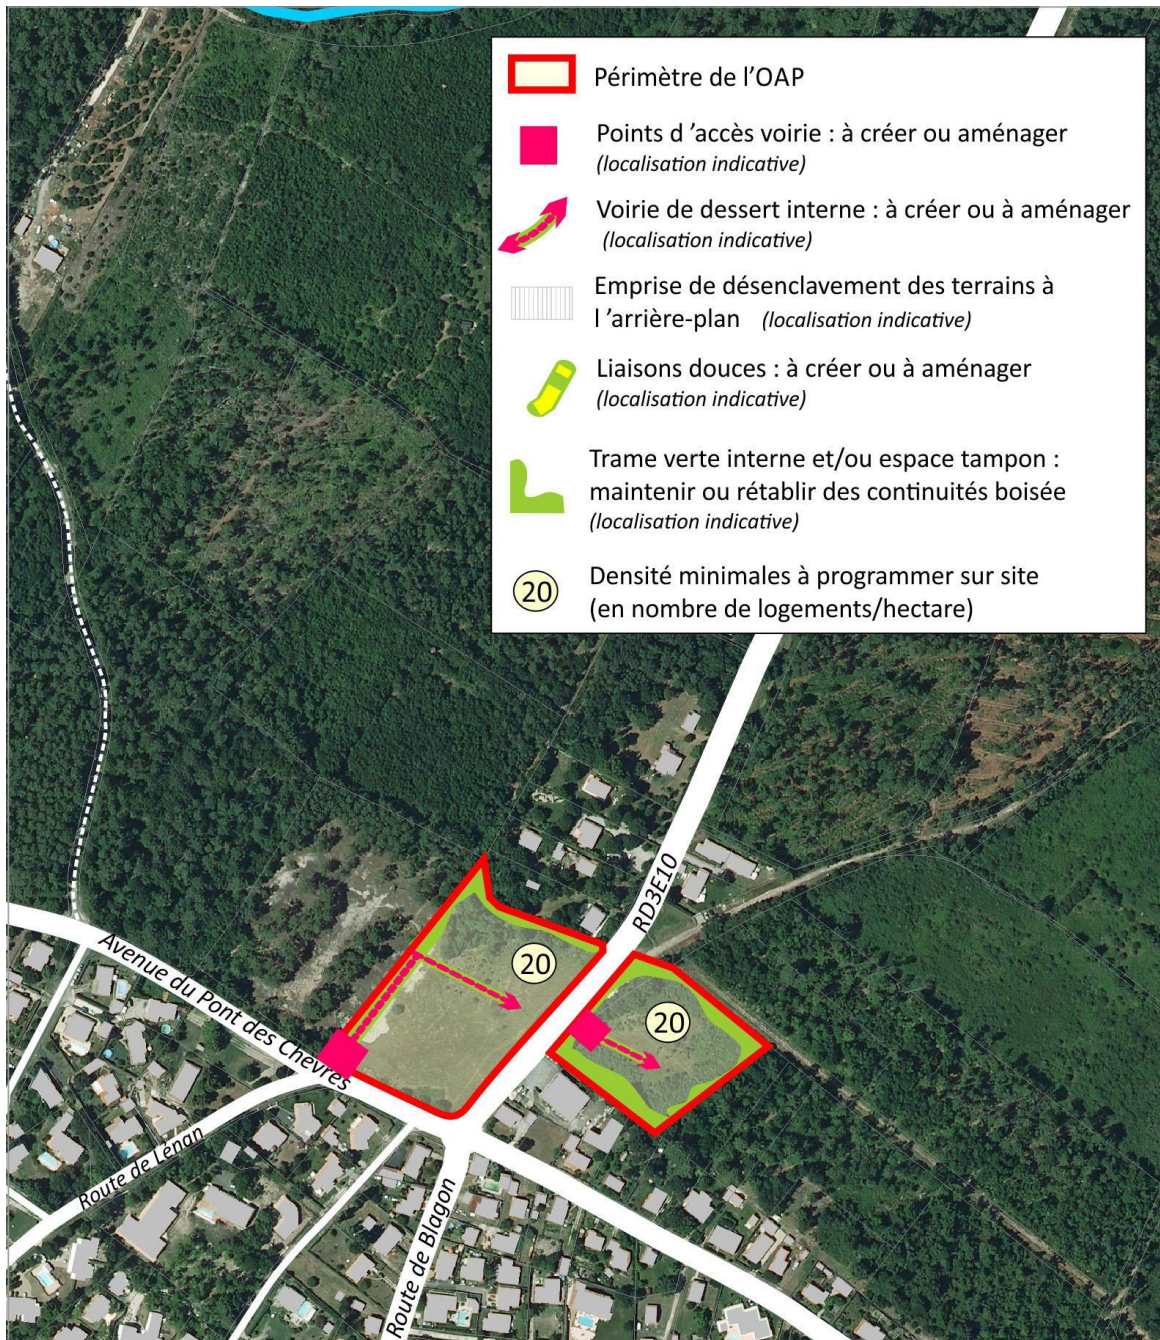 Périmètre de l’OAP
Points d ’accès voirie : à créer ou aménager
(localisation indicative)
Voirie de dessert interne : à créer ou à aménager
(localisation indicative)
Emprise de désenclavement des terrains à
l ’arrière-plan (localisation indicative)
Liaisons douces : à créer ou à aménager
(localisation indicative)
Trame verte interne et/ou espace tampon :
maintenir ou rétablir des continuités boisée
(localisation indicative)
20
Densité minimales à programmer sur site
(en nombre de logements/hectare)
RD3E10
20
20
Avenue du Pont des Chèvres
Route de Lénan
Route de Blagon